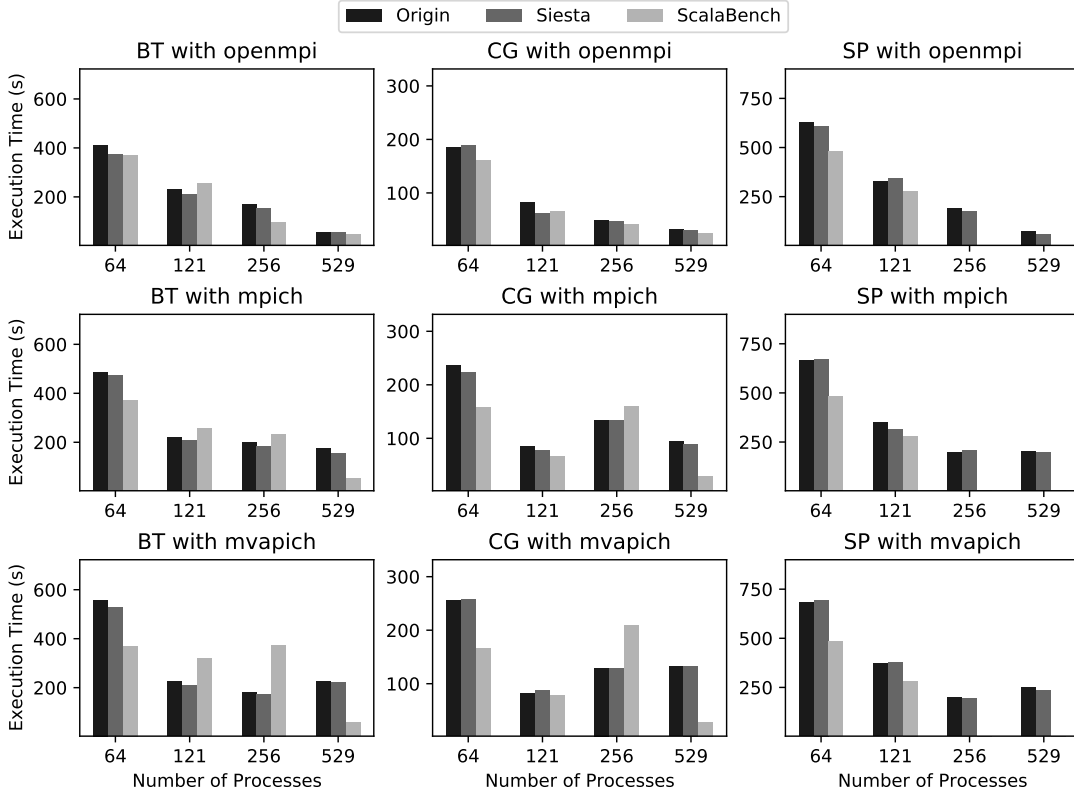 Origin Siesta ScalaBench
BT with openmpi CG with openmpi SP with openmpi
Execution Time (s)
600
400
200
300
200
100
750
500
250
64 121 256 529 64 121 256 529 64 121 256 529
BT with mpich CG with mpich SP with mpich
Execution Time (s)
600
400
200
300
200
100
750
500
250
64 121 256 529 64 121 256 529 64 121 256 529
BT with mvapich CG with mvapich SP with mvapich
Execution Time (s)
600
400
200
300
200
100
750
500
250
64 121 256 529 64 121 256 529 64 121 256 529
Number of Processes Number of Processes Number of Processes